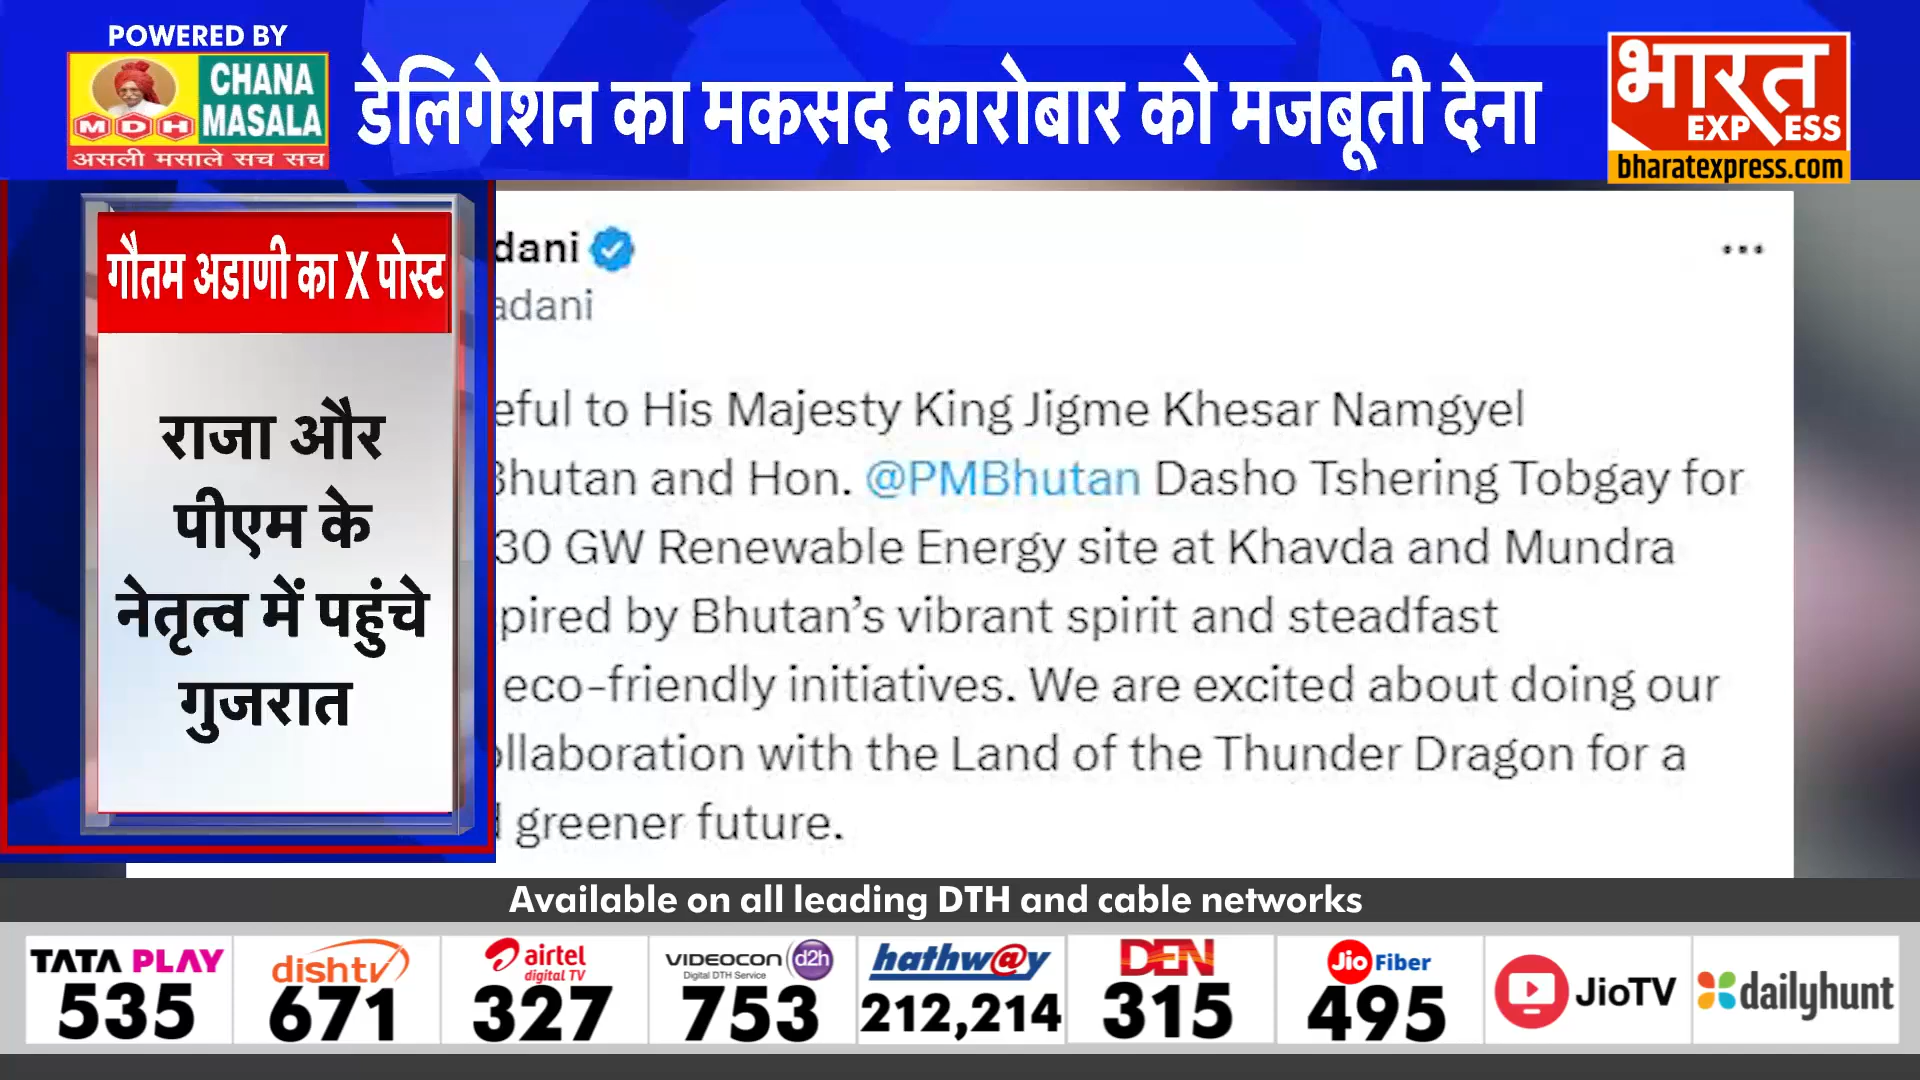 POWERED BY
CHANA
MASALA
MDH
असली मसाले सच सच
डेलिगेशन का मकसद कारोबार को मजबूती देना
भारत
EXPRESS
bharatexpress.com
गौतम अडाणी का X पोस्ट
राजा और
पीएम के
नेतृत्व में पहुंचे
गुजरात
dani
adani
eful to His Majesty King Jigme Khesar Namgyel
Bhutan and Hon. @PMBhutan Dasho Tshering Tobgay for
30 GW Renewable Energy site at Khavda and Mundra
pired by Bhutan’s vibrant spirit and steadfast
eco-friendly initiatives. We are excited about doing our
ollaboration with the Land of the Thunder Dragon for a
greener future.
Available on all leading DTH and cable networks
TATA PLAY
535
dishtv
671
airtel
digital TV
327
VIDEOCON d2h
Digital DTH Service
753
hathw@y
212,214
DEN
315
Jio Fiber
495
JioTV
dailyhunt